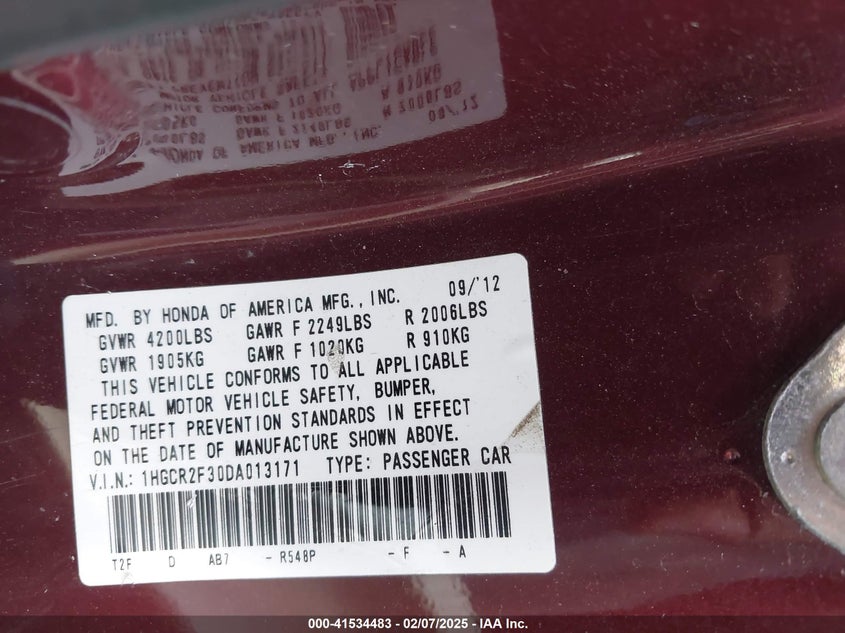 MFD. BY HONDA OF AMERICA MFG., INC. 09/'12
GVWR 4200LBS GAWR F 2249LBS R 2006LBS
GVWR 1905KG GAWR F 1020KG R 910KG
THIS VEHICLE CONFORMS TO ALL APPLICABLE
FEDERAL MOTOR VEHICLE SAFETY, BUMPER,
AND THEFT PREVENTION STANDARDS IN EFFECT
ON THE DATE OF MANUFACTURE SHOWN ABOVE.
V.I.N.: 1HGCR2F30DA013171 TYPE: PASSENGER CAR
T2F D AB7 - R548P - F - A
000-41534483 - 02/07/2025 - IAA Inc.